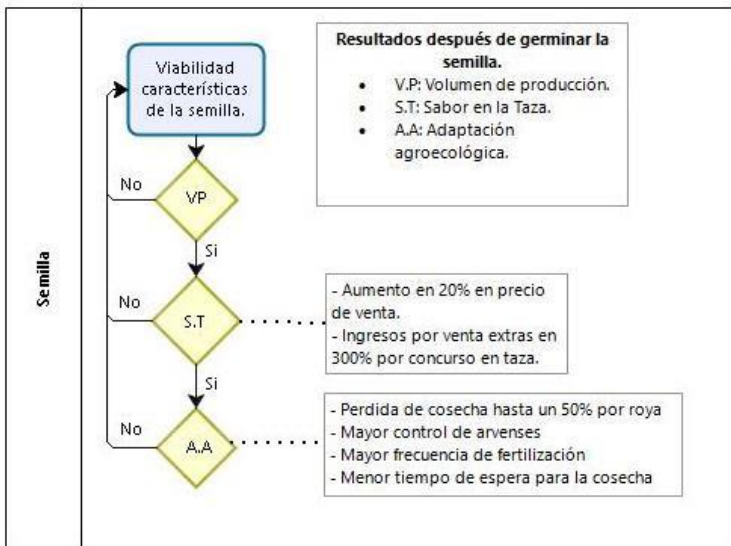 Semilla
Viabilidad
características
de la semilla.
Resultados después de germinar la
semilla.
• V.P: Volumen de producción.
• S.T: Sabor en la Taza.
• A.A: Adaptación
agroecológica.
No
VP
Si
No
S.T
- Aumento en 20% en precio
de venta.
- Ingresos por venta extras en
300% por concurso en taza.
Si
No
A.A
- Perdida de cosecha hasta un 50% por roya
- Mayor control de arvenses
- Mayor frecuencia de fertilización
- Menor tiempo de espera para la cosecha